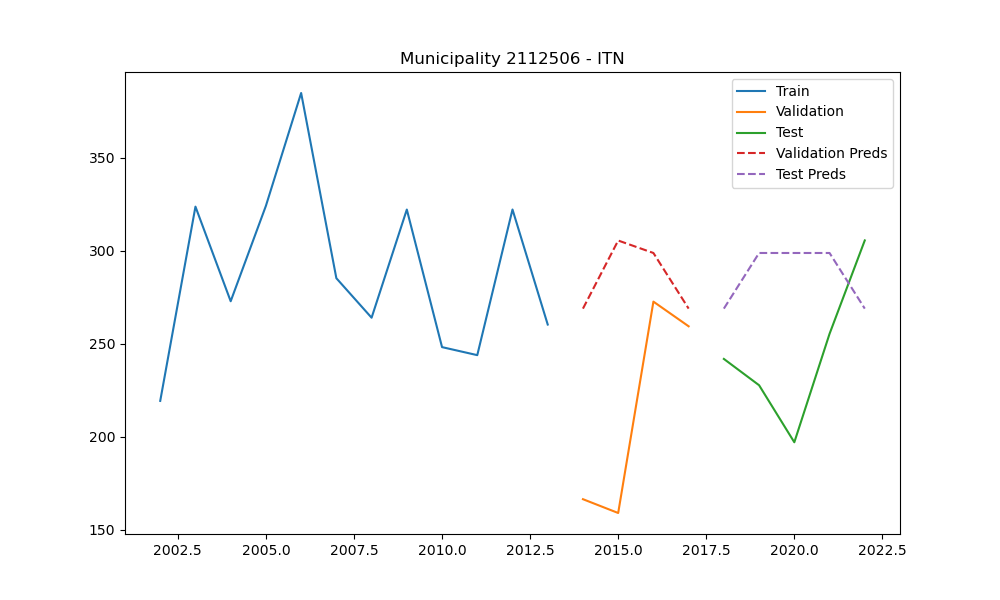 Municipality 2112506 - ITN
Train
Validation
Test
Validation Preds
Test Preds
350
300
250
200
150
2002.5 2005.0 2007.5 2010.0 2012.5 2015.0 2017.5 2020.0 2022.5